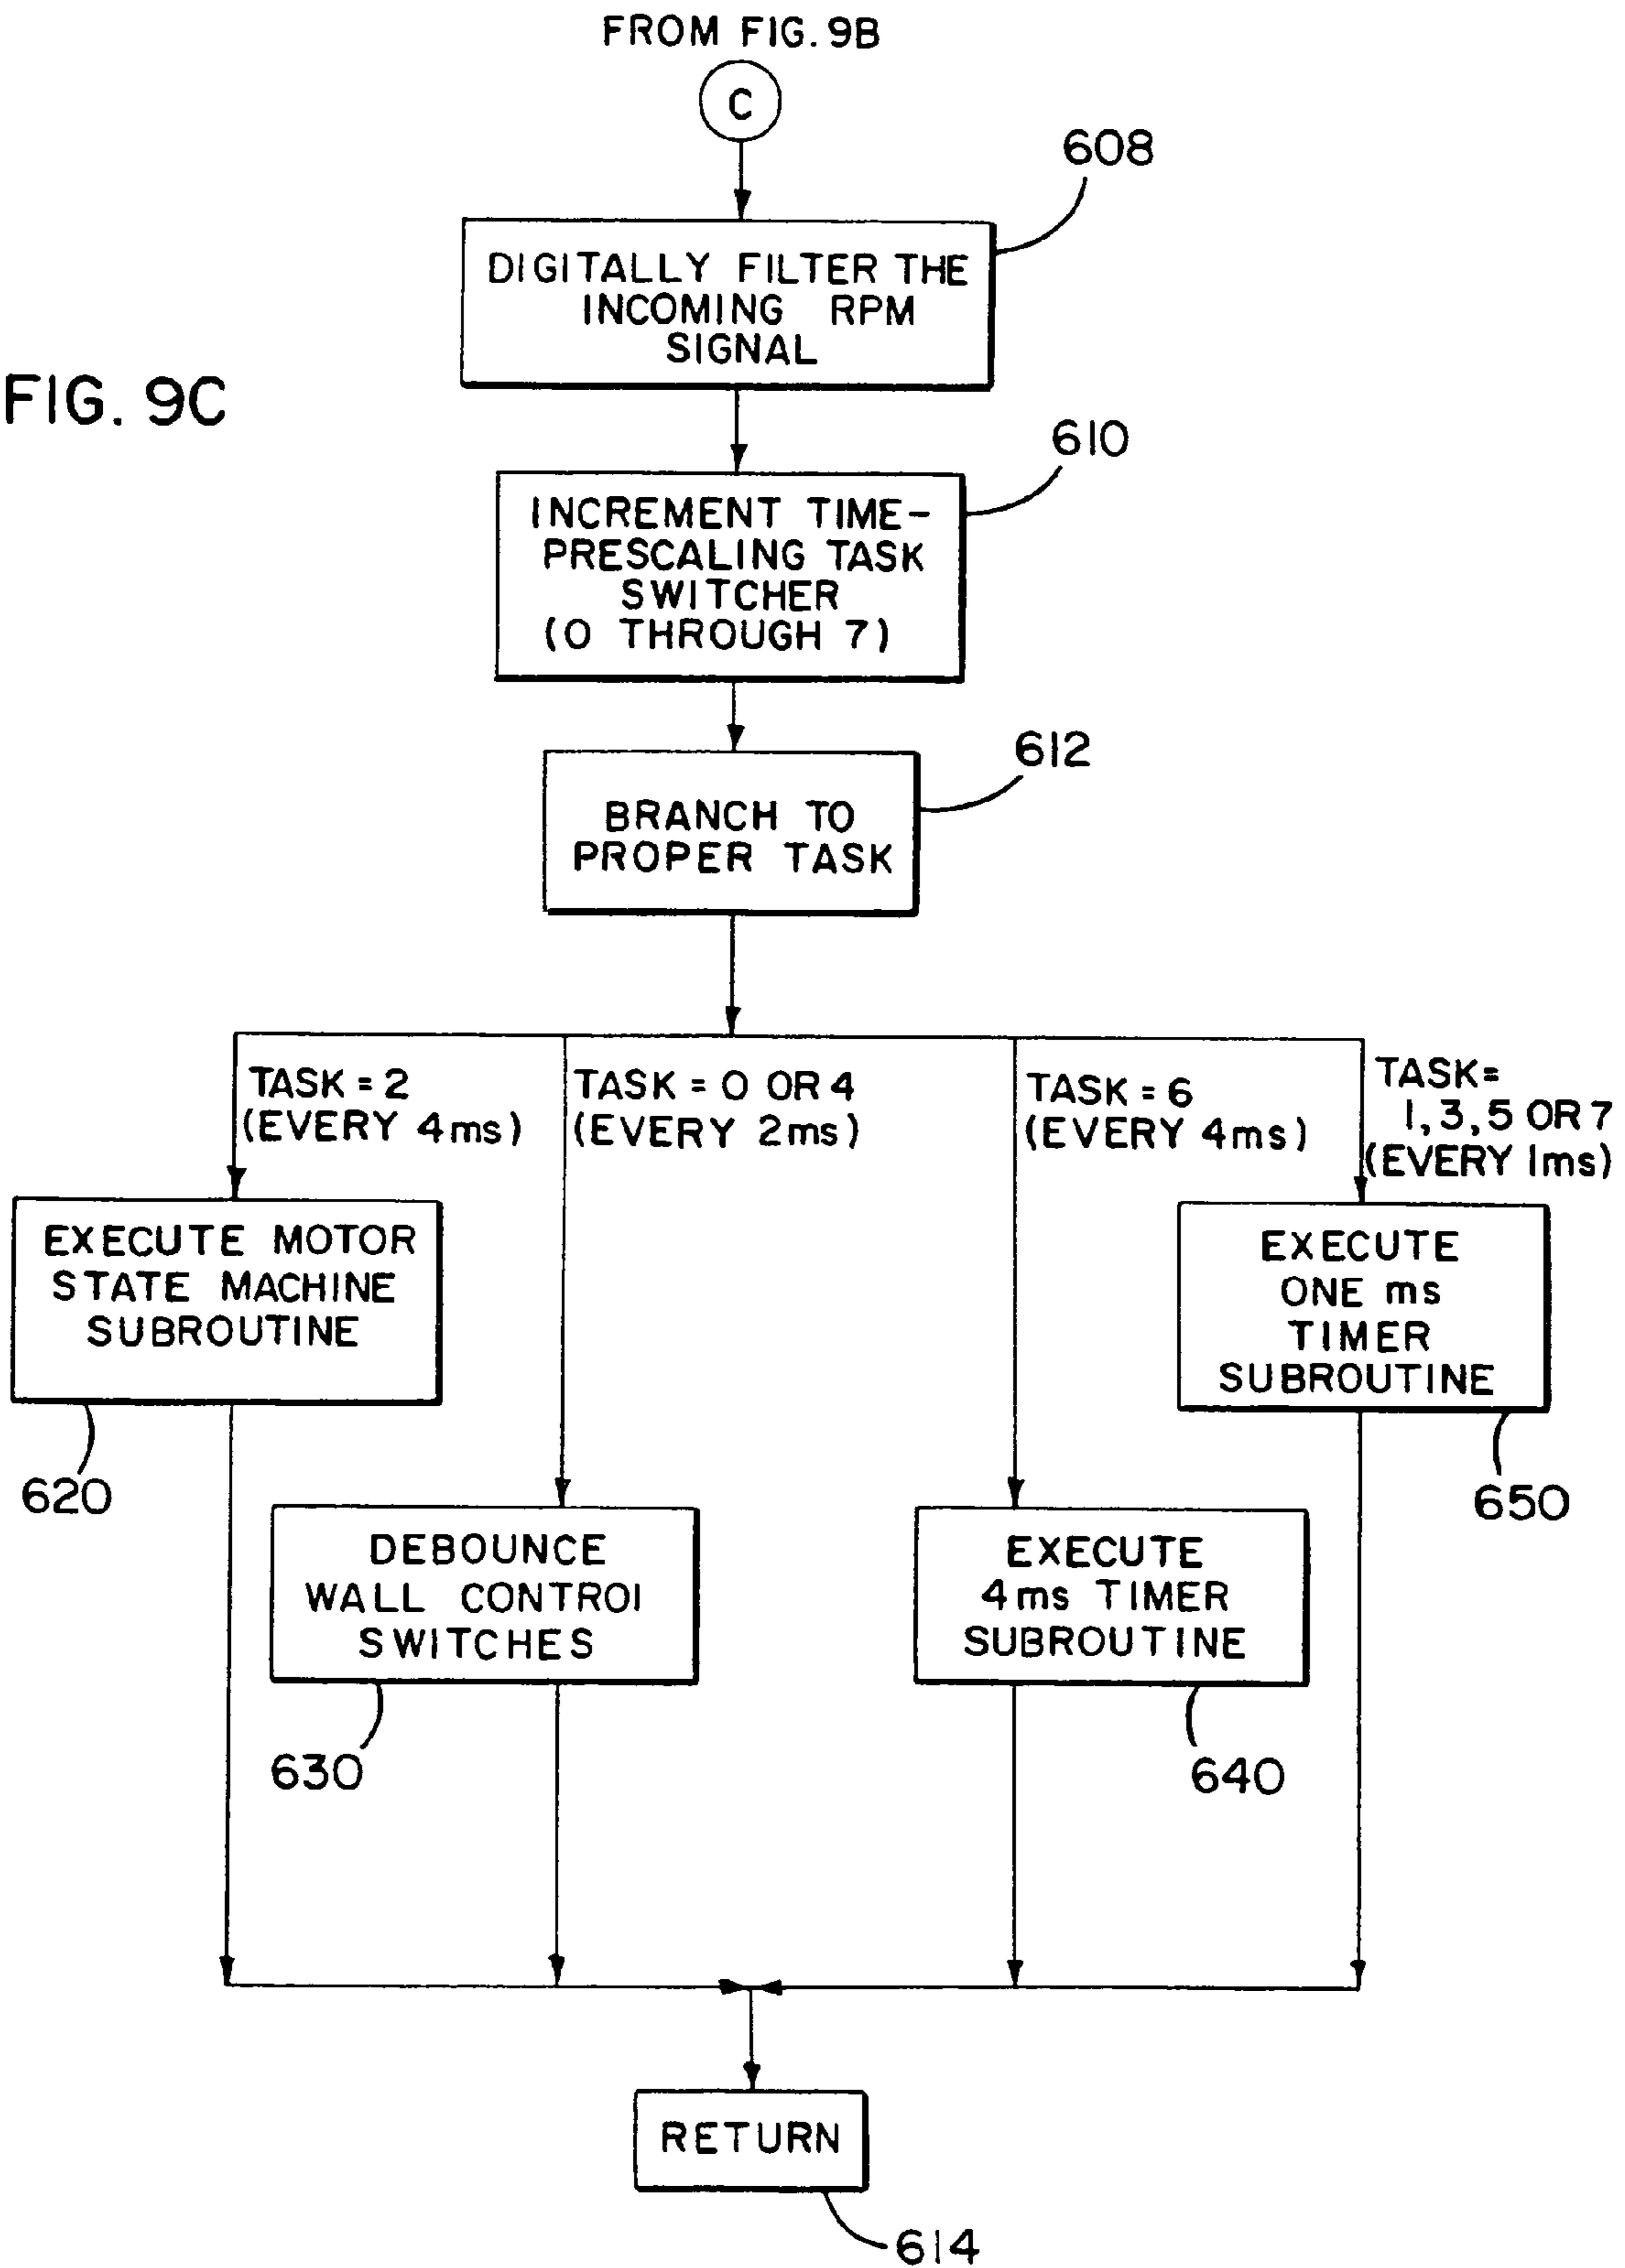 FROM FIG. 9B
C
608
DIGITALLY FILTER THE
INCOMING RPM
SIGNAL
FIG. 9C
610
INCREMENT TIME-
PRESCALING TASK
SWITCHER
(0 THROUGH 7)
612
BRANCH TO
PROPER TASK
TASK = 2
(EVERY 4ms)
TASK = 0 OR 4
(EVERY 2ms)
TASK = 6
(EVERY 4ms)
TASK=
1, 3, 5 OR 7
(EVERY 1ms)
EXECUTE MOTOR
STATE MACHINE
SUBROUTINE
620
EXECUTE
ONE ms
TIMER
SUBROUTINE
650
DEBOUNCE
WALL CONTROl
SWITCHES
630
EXECUTE
4ms TIMER
SUBROUTINE
640
RETURN
614